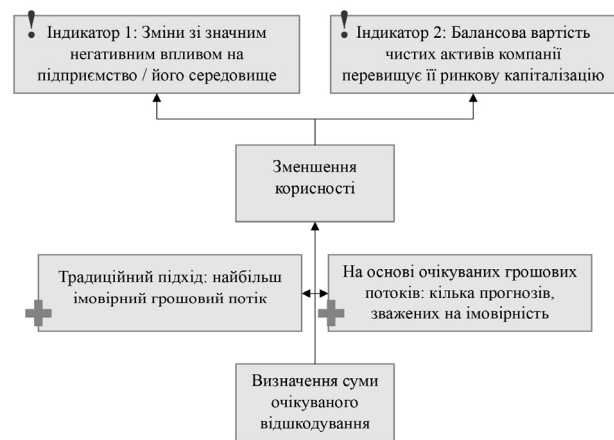 Індикатор 1: Зміни зі значним
негативним впливом на
підприємство / його середовище
Індикатор 2: Балансова вартість
чистих активів компанії
перевищує її ринкову капіталізацію
Зменшення
корисності
Традиційний підхід: найбільш
імовірний грошовий потік
На основі очікуваних грошових
потоків: кілька прогнозів,
зважених на імовірність
Визначення суми
очікуваного
відшкодування